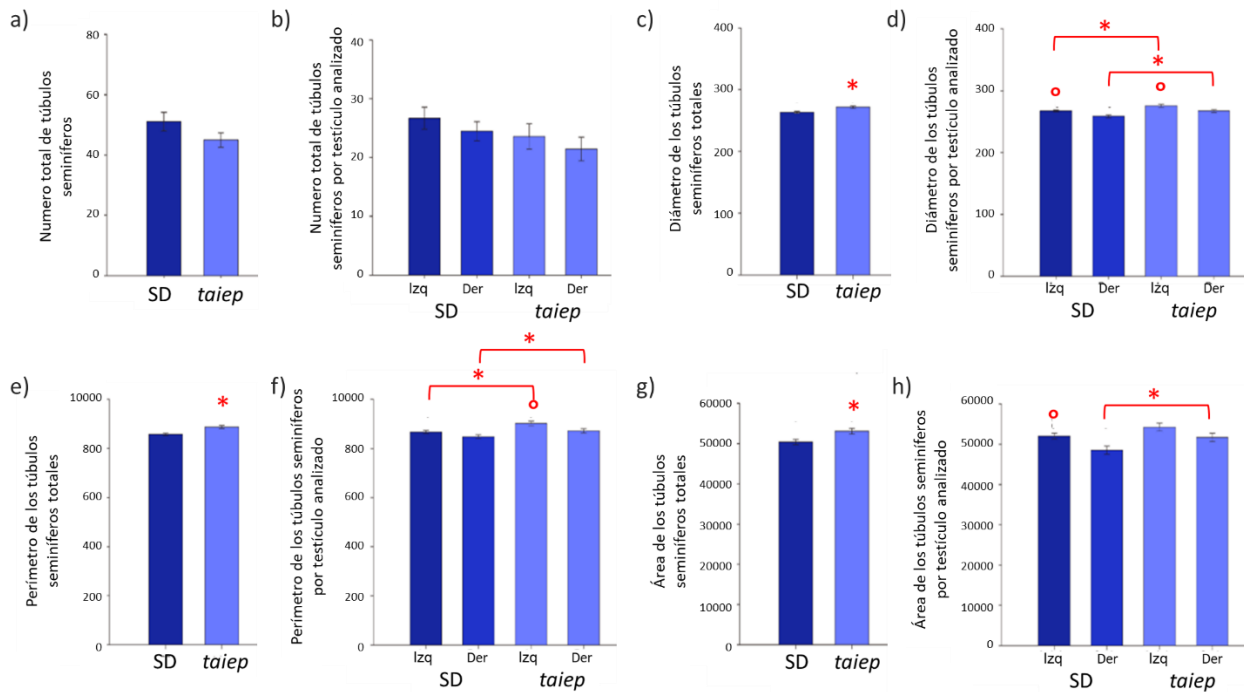 a)
Numero total de túbulos
seminíferos
80
60
40
20
0
SD taiep
b)
Numero total de túbulos
seminíferos por testículo analizado
40
30
20
10
0
Izq Der Izq Der
SD taiep
c)
Diámetro de los túbulos
seminíferos totales
400
300
200
100
0
*
SD taiep
d)
Diámetro de los túbulos
seminíferos por testículo analizado
400
300
200
100
0
*
*
Izq Der Izq Der
SD taiep
e)
Perímetro de los túbulos
seminíferos totales
10000
800
600
400
200
0
*
SD taiep
f)
Perímetro de los túbulos seminíferos
por testículo analizado
10000
800
600
400
200
0
*
*
Izq Der Izq Der
SD taiep
g)
Área de los túbulos
seminíferos totales
60000
50000
40000
30000
20000
10000
0
*
SD taiep
h)
Área de los túbulos seminíferos
por testículo analizado
60000
50000
40000
30000
20000
10000
0
*
Izq Der Izq Der
SD taiep